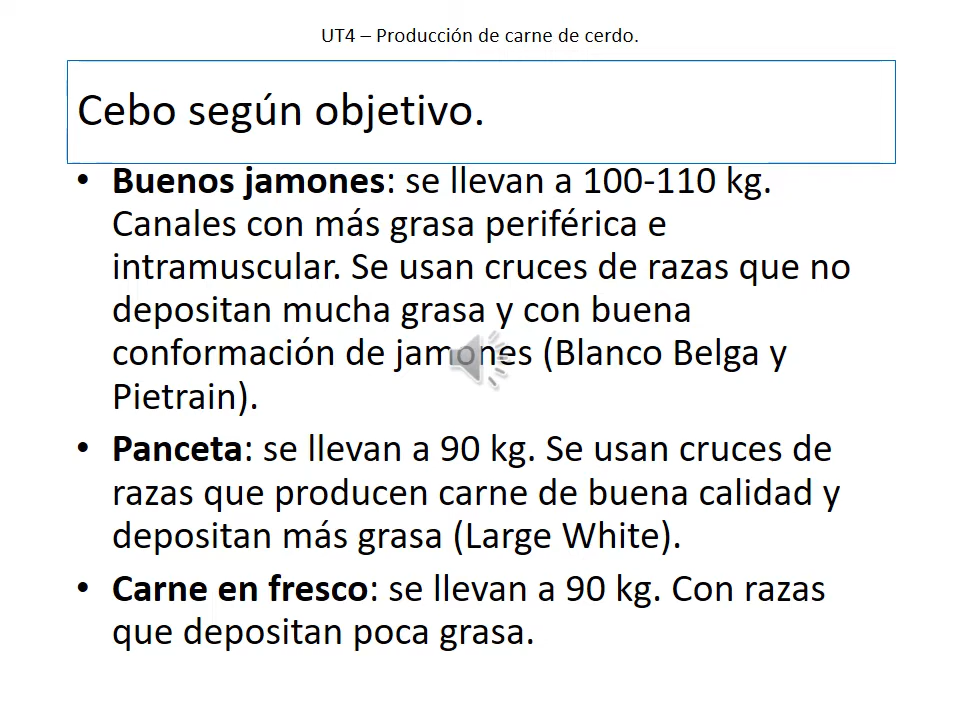 UT4 – Producción de carne de cerdo.
Cebo según objetivo.
• Buenos jamones: se llevan a 100-110 kg.
Canales con más grasa periférica e
intramuscular. Se usan cruces de razas que no
depositan mucha grasa y con buena
conformación de jamones (Blanco Belga y
Pietrain).
• Panceta: se llevan a 90 kg. Se usan cruces de
razas que producen carne de buena calidad y
depositan más grasa (Large White).
• Carne en fresco: se llevan a 90 kg. Con razas
que depositan poca grasa.